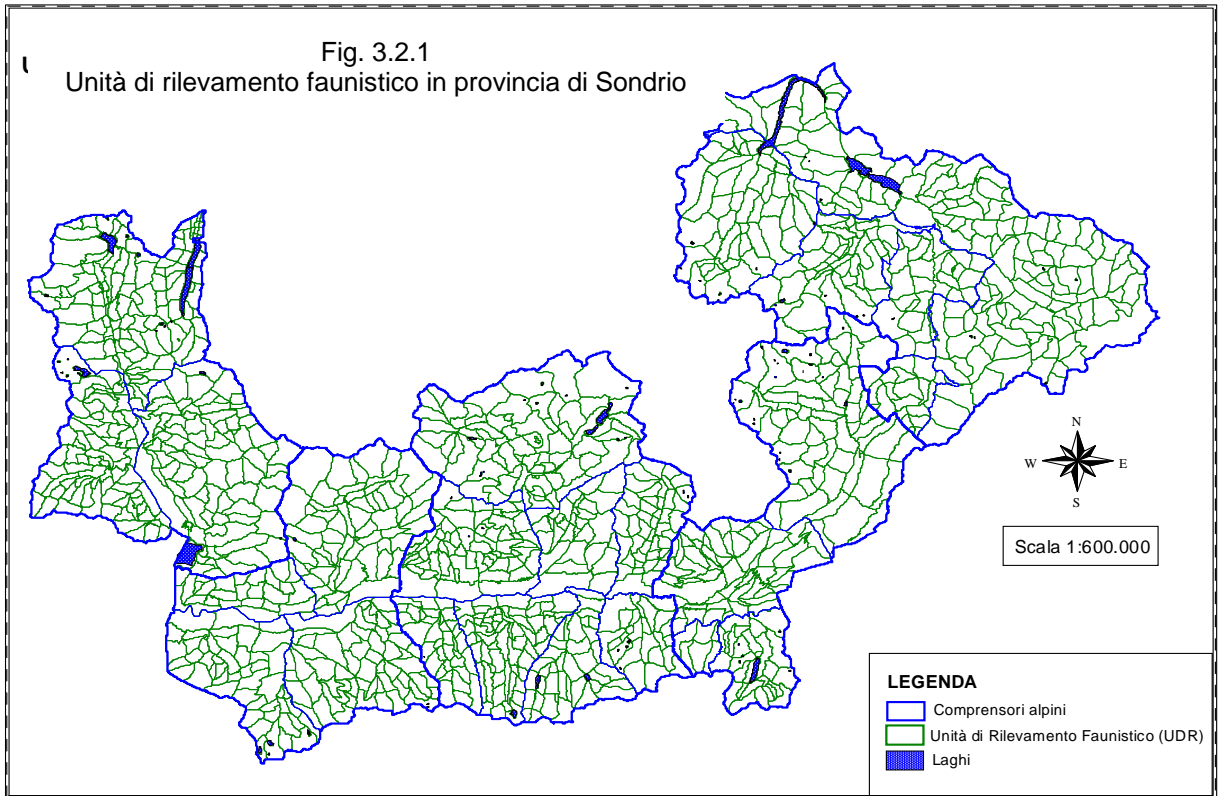 Fig. 3.2.1
Unità di rilevamento faunistico in provincia di Sondrio
N
W E
S
Scala 1:600.000
LEGENDA
Comprensori alpini
Unità di Rilevamento Faunistico (UDR)
Laghi